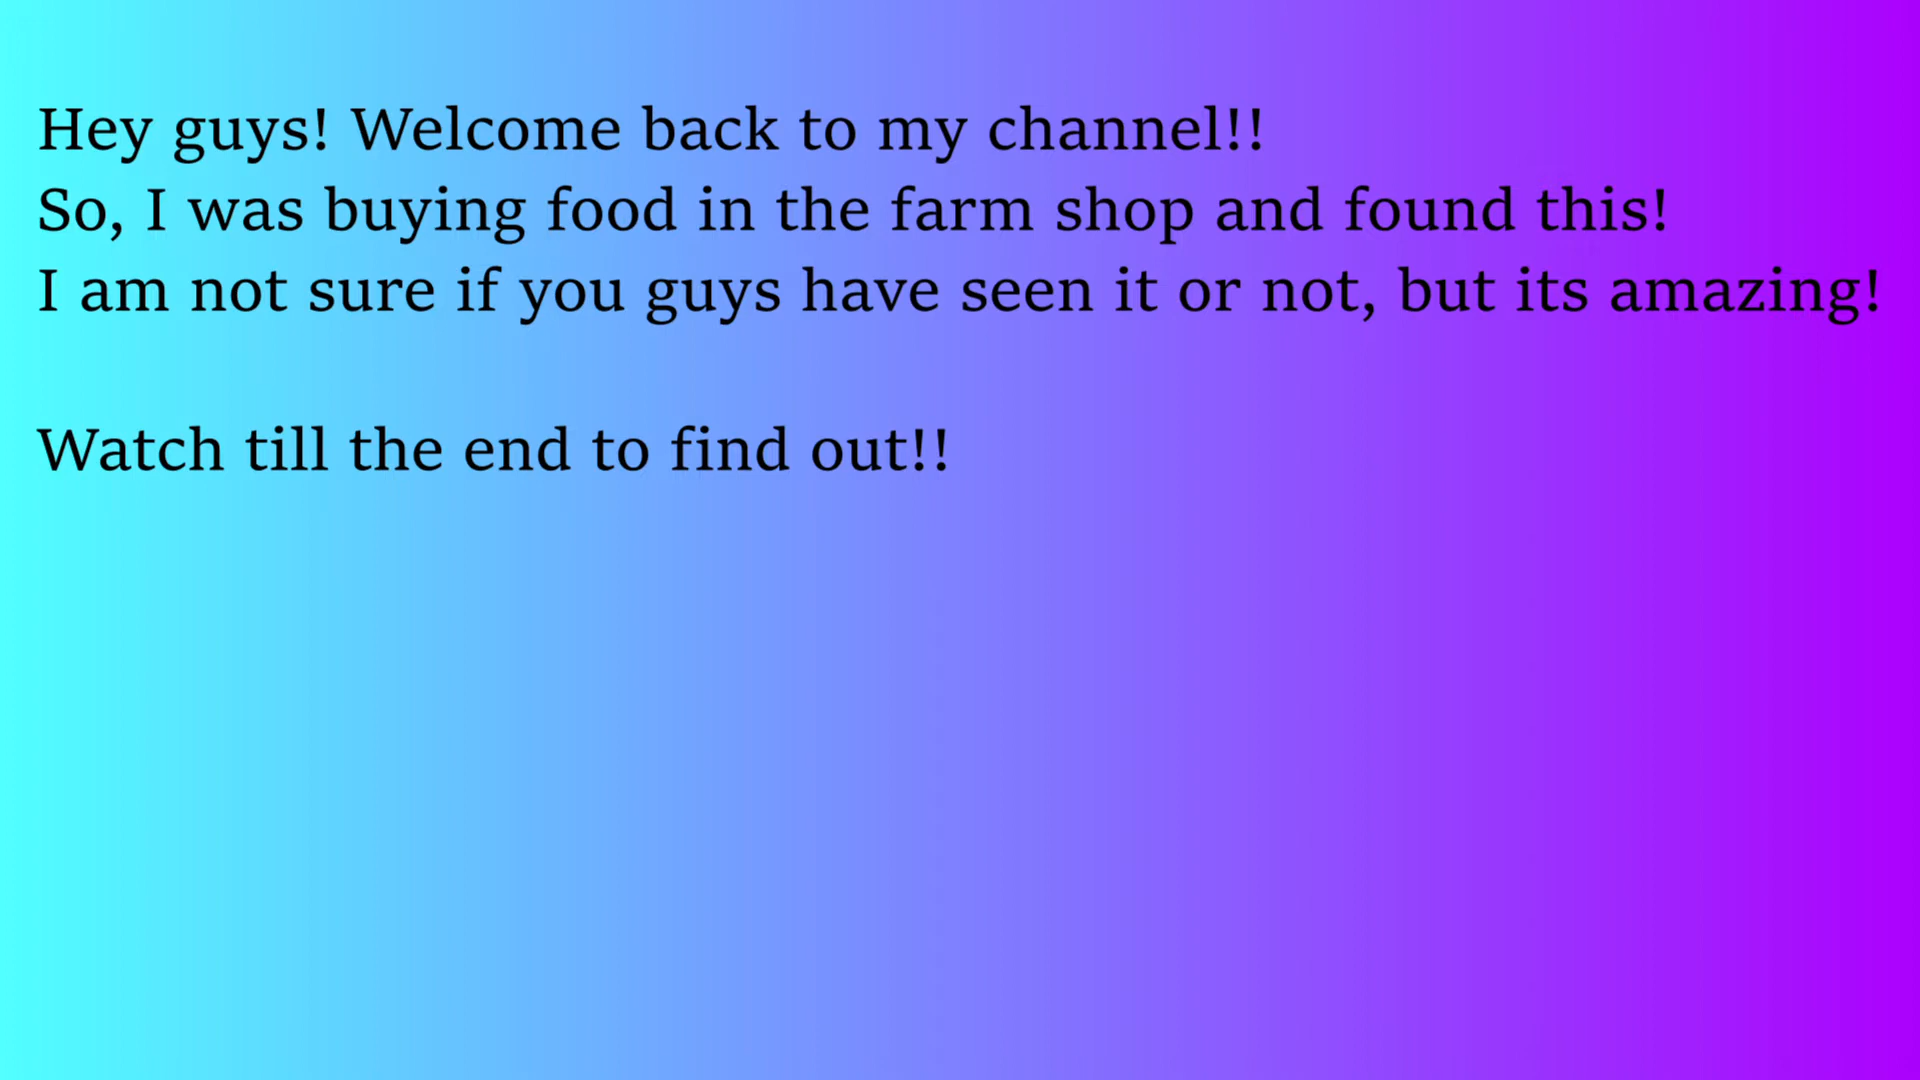 Hey guys! Welcome back to my channel!!
So, I was buying food in the farm shop and found this!
I am not sure if you guys have seen it or not, but its amazing!
Watch till the end to find out!!